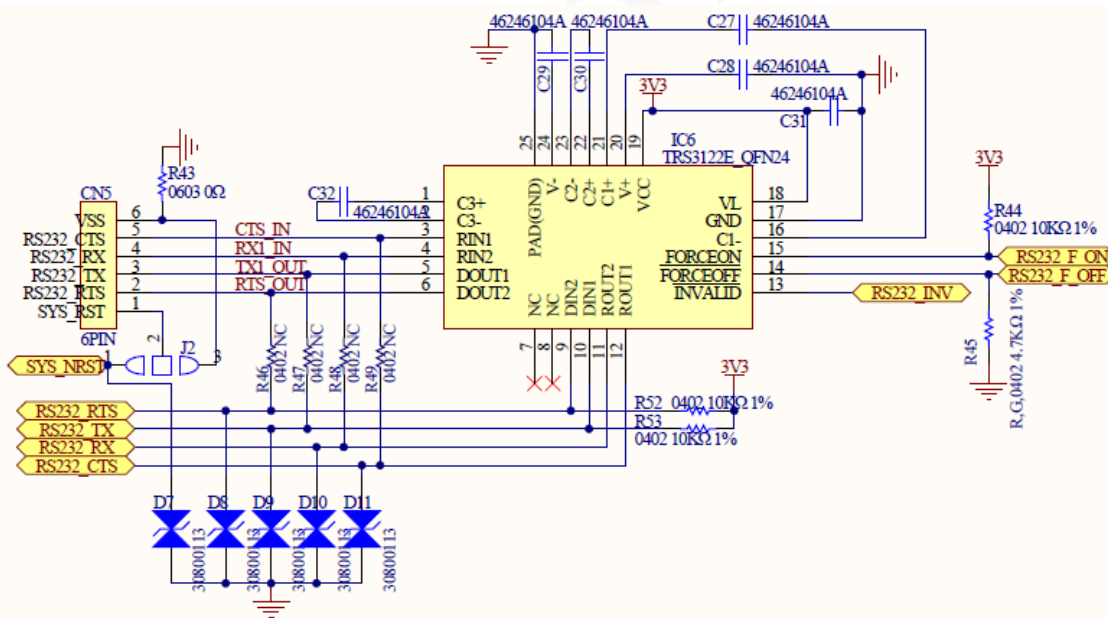 46246104A
46246104A
C27
46246104A
C29
C30
C28
46246104A
3V3
46246104A
C31
IC6
TRS3122E_QFN24
25
24
23
22
21
20
19
PAD(GND)
V-
C2-
C2+
C1+
V+
VCC
R43
0603 0Ω
CN5
C32
46246104A
1
2
3
4
5
6
C3+
C3-
RIN1
RIN2
DOUT1
DOUT2
VL
GND
C1-
FORCEON
FORCEOFF
INVALID
18
17
16
15
14
13
3V3
R44
0402 10KΩ 1%
RS232_F_ON
RS232_F_OFF
RS232_INV
R45
R,G,0402 4.7KΩ 1%
VSS
RS232_CTS
RS232_RX
RS232_TX
RS232_RTS
SYS_RST
6
5
4
3
2
1
CTS_IN
RX1_IN
TX1_OUT
RTS_OUT
6PIN
NC
NC
DIN2
DIN1
ROUT2
ROUT1
7
8
9
10
11
12
SYS_NRST
1
2
J2
3
R46
0402 NC
R47
0402 NC
R48
0402 NC
R49
0402 NC
3V3
RS232_RTS
RS232_TX
RS232_RX
RS232_CTS
R52 0402 10KΩ 1%
R53
0402 10KΩ 1%
D7
D8
D9
D10
D11
30800113
30800113
30800113
30800113
30800113